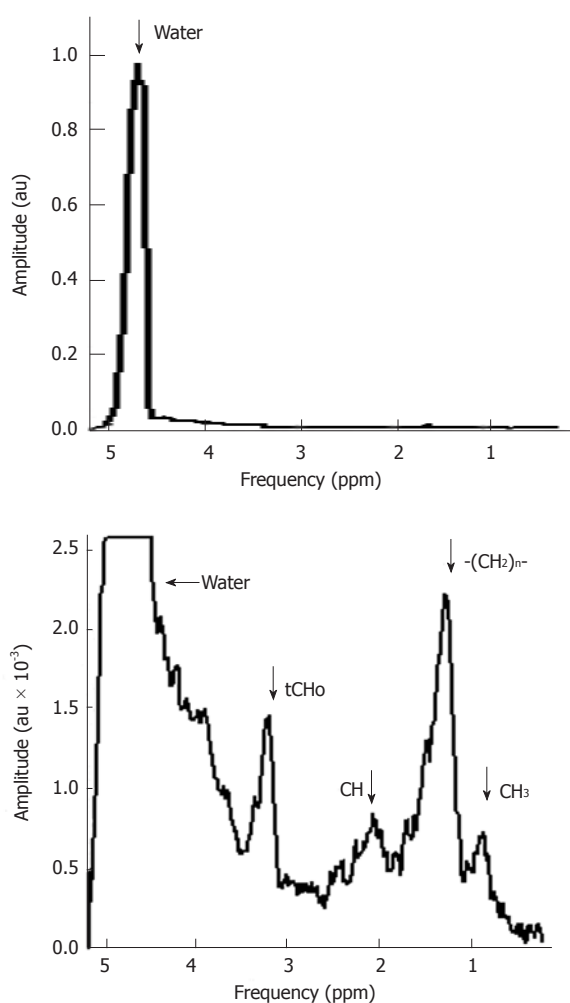 Water
1.0
0.8
0.6
0.4
0.2
0.0
Amplitude (au)
5 4 3 2 1
Frequency (ppm)
2.5
2.0
1.5
1.0
0.5
0.0
Amplitude (au × 10⁻³)
Water
tCHo
CH
-(CH₂)ₙ-
CH₃
5 4 3 2 1
Frequency (ppm)